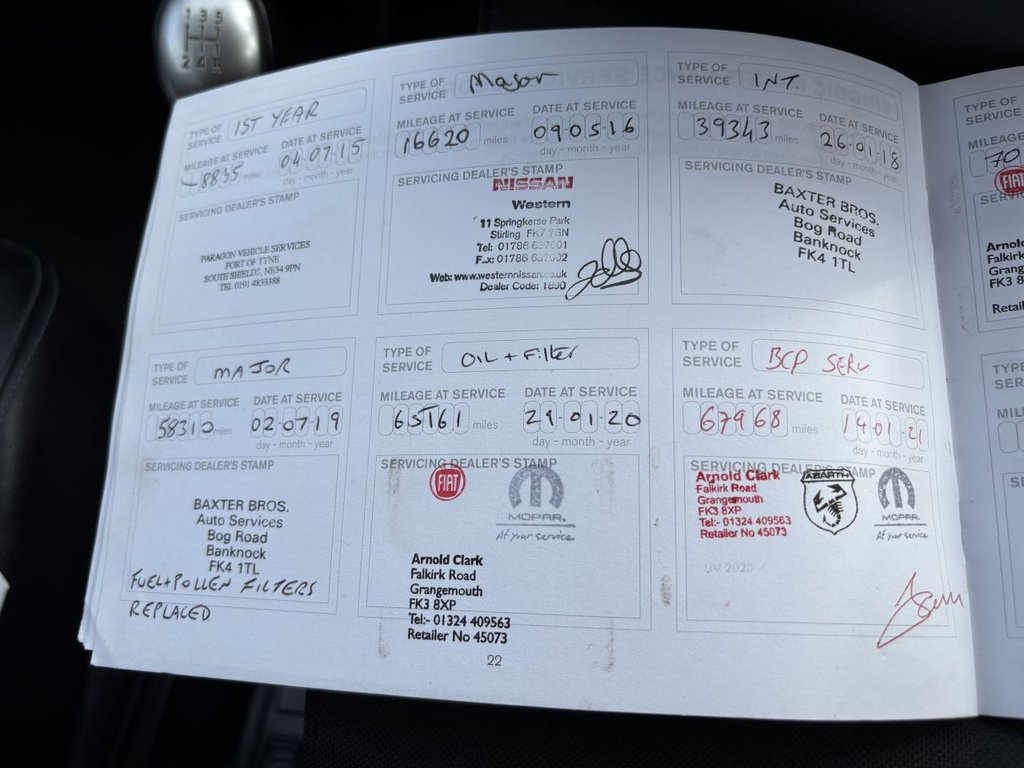 1 3 5
2 4 R
TYPE OF SERVICE 1ST YEAR
MILEAGE AT SERVICE DATE AT SERVICE
8835 miles 04-07-15
day - month - year
SERVICING DEALER'S STAMP
PARAGON VEHICLE SERVICES
PORT OF TYNE
SOUTH SHIELDS, NE34 9PN
TEL 0191 4833388
TYPE OF SERVICE Major
MILEAGE AT SERVICE DATE AT SERVICE
16620 miles 09-05-16
day - month - year
SERVICING DEALER'S STAMP
NISSAN
Western
11 Springkerse Park
Stirling FK7 7GN
Tel: 01786 637001
Fax: 01786 637002
Web: www.westernnissan.co.uk
Dealer Code: 1890
TYPE OF SERVICE INT.
MILEAGE AT SERVICE DATE AT SERVICE
39343 miles 26-01-18
day - month - year
SERVICING DEALER'S STAMP
BAXTER BROS.
Auto Services
Bog Road
Banknock
FK4 1TL
TYPE OF SERVICE MAJOR
MILEAGE AT SERVICE DATE AT SERVICE
58310 miles 02-07-19
day - month - year
SERVICING DEALER'S STAMP
BAXTER BROS.
Auto Services
Bog Road
Banknock
FK4 1TL
FUEL+POLLEN FILTERS
REPLACED
TYPE OF SERVICE OIL + Filter
MILEAGE AT SERVICE DATE AT SERVICE
65161 miles 29-01-20
day - month - year
SERVICING DEALER'S STAMP
FIAT
MOPAR.
At your service
Arnold Clark
Falkirk Road
Grangemouth
FK3 8XP
Tel:- 01324 409563
Retailer No 45073
TYPE OF SERVICE BCP SERV
MILEAGE AT SERVICE DATE AT SERVICE
67968 miles 19-01-21
day - month - year
SERVICING DEALER'S STAMP
Arnold Clark
Falkirk Road
Grangemouth
FK3 8XP
Tel:- 01324 409563
Retailer No 45073
ABARTH
MOPAR.
At your service
22
TYPE OF
SERVICE
MILEAGE
70
FIAT
Arnold
Falkirk
Grange
FK3 8
Retail
TYPE